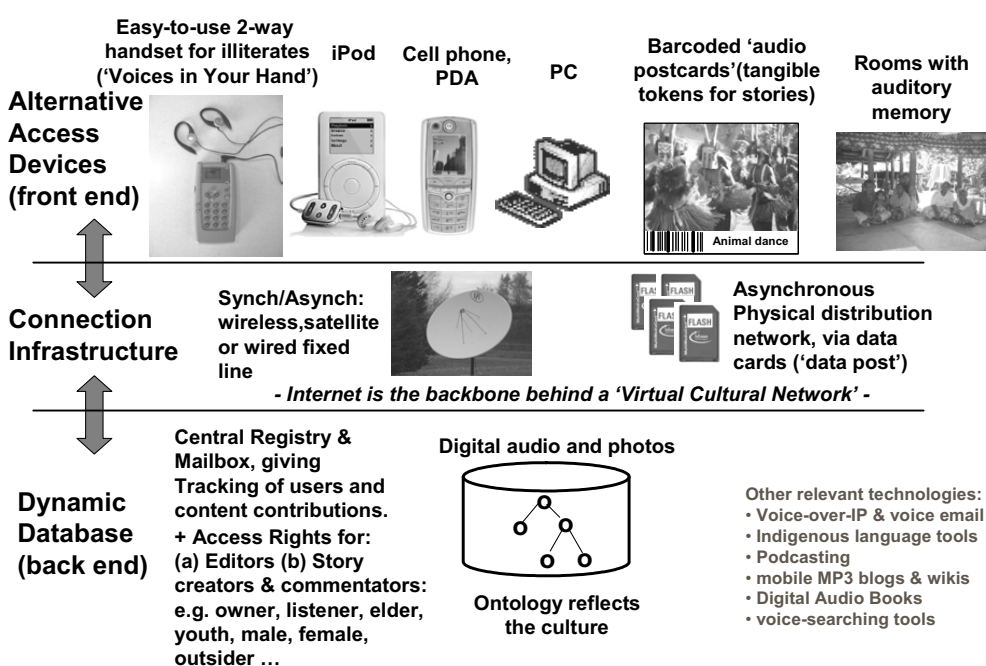 Easy-to-use 2-way
handset for illiterates
(‘Voices in Your Hand’)
iPod
Cell phone,
PDA
PC
Barcoded ‘audio
postcards’(tangible
tokens for stories)
Rooms with
auditory
memory
Alternative
Access
Devices
(front end)
Animal dance
Connection
Infrastructure
Synch/Asynch:
wireless,satellite
or wired fixed
line
FLASH
Asynchronous
Physical distribution
network, via data
cards (‘data post’)
- Internet is the backbone behind a ‘Virtual Cultural Network’ -
Dynamic
Database
(back end)
Central Registry &
Mailbox, giving
Tracking of users and
content contributions.
+ Access Rights for:
(a) Editors (b) Story
creators & commentators:
e.g. owner, listener, elder,
youth, male, female,
outsider …
Digital audio and photos
O
O O
O O
Ontology reflects
the culture
Other relevant technologies:
• Voice-over-IP & voice email
• Indigenous language tools
• Podcasting
• mobile MP3 blogs & wikis
• Digital Audio Books
• voice-searching tools